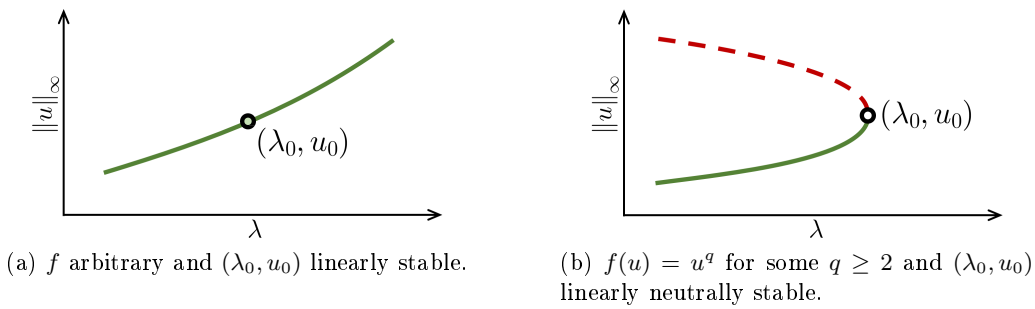 ‖u‖∞
(λ₀, u₀)
λ
(a) f arbitrary and (λ₀, u₀) linearly stable.
‖u‖∞
(λ₀, u₀)
λ
(b) f(u) = u^q for some q ≥ 2 and (λ₀, u₀)
linearly neutrally stable.